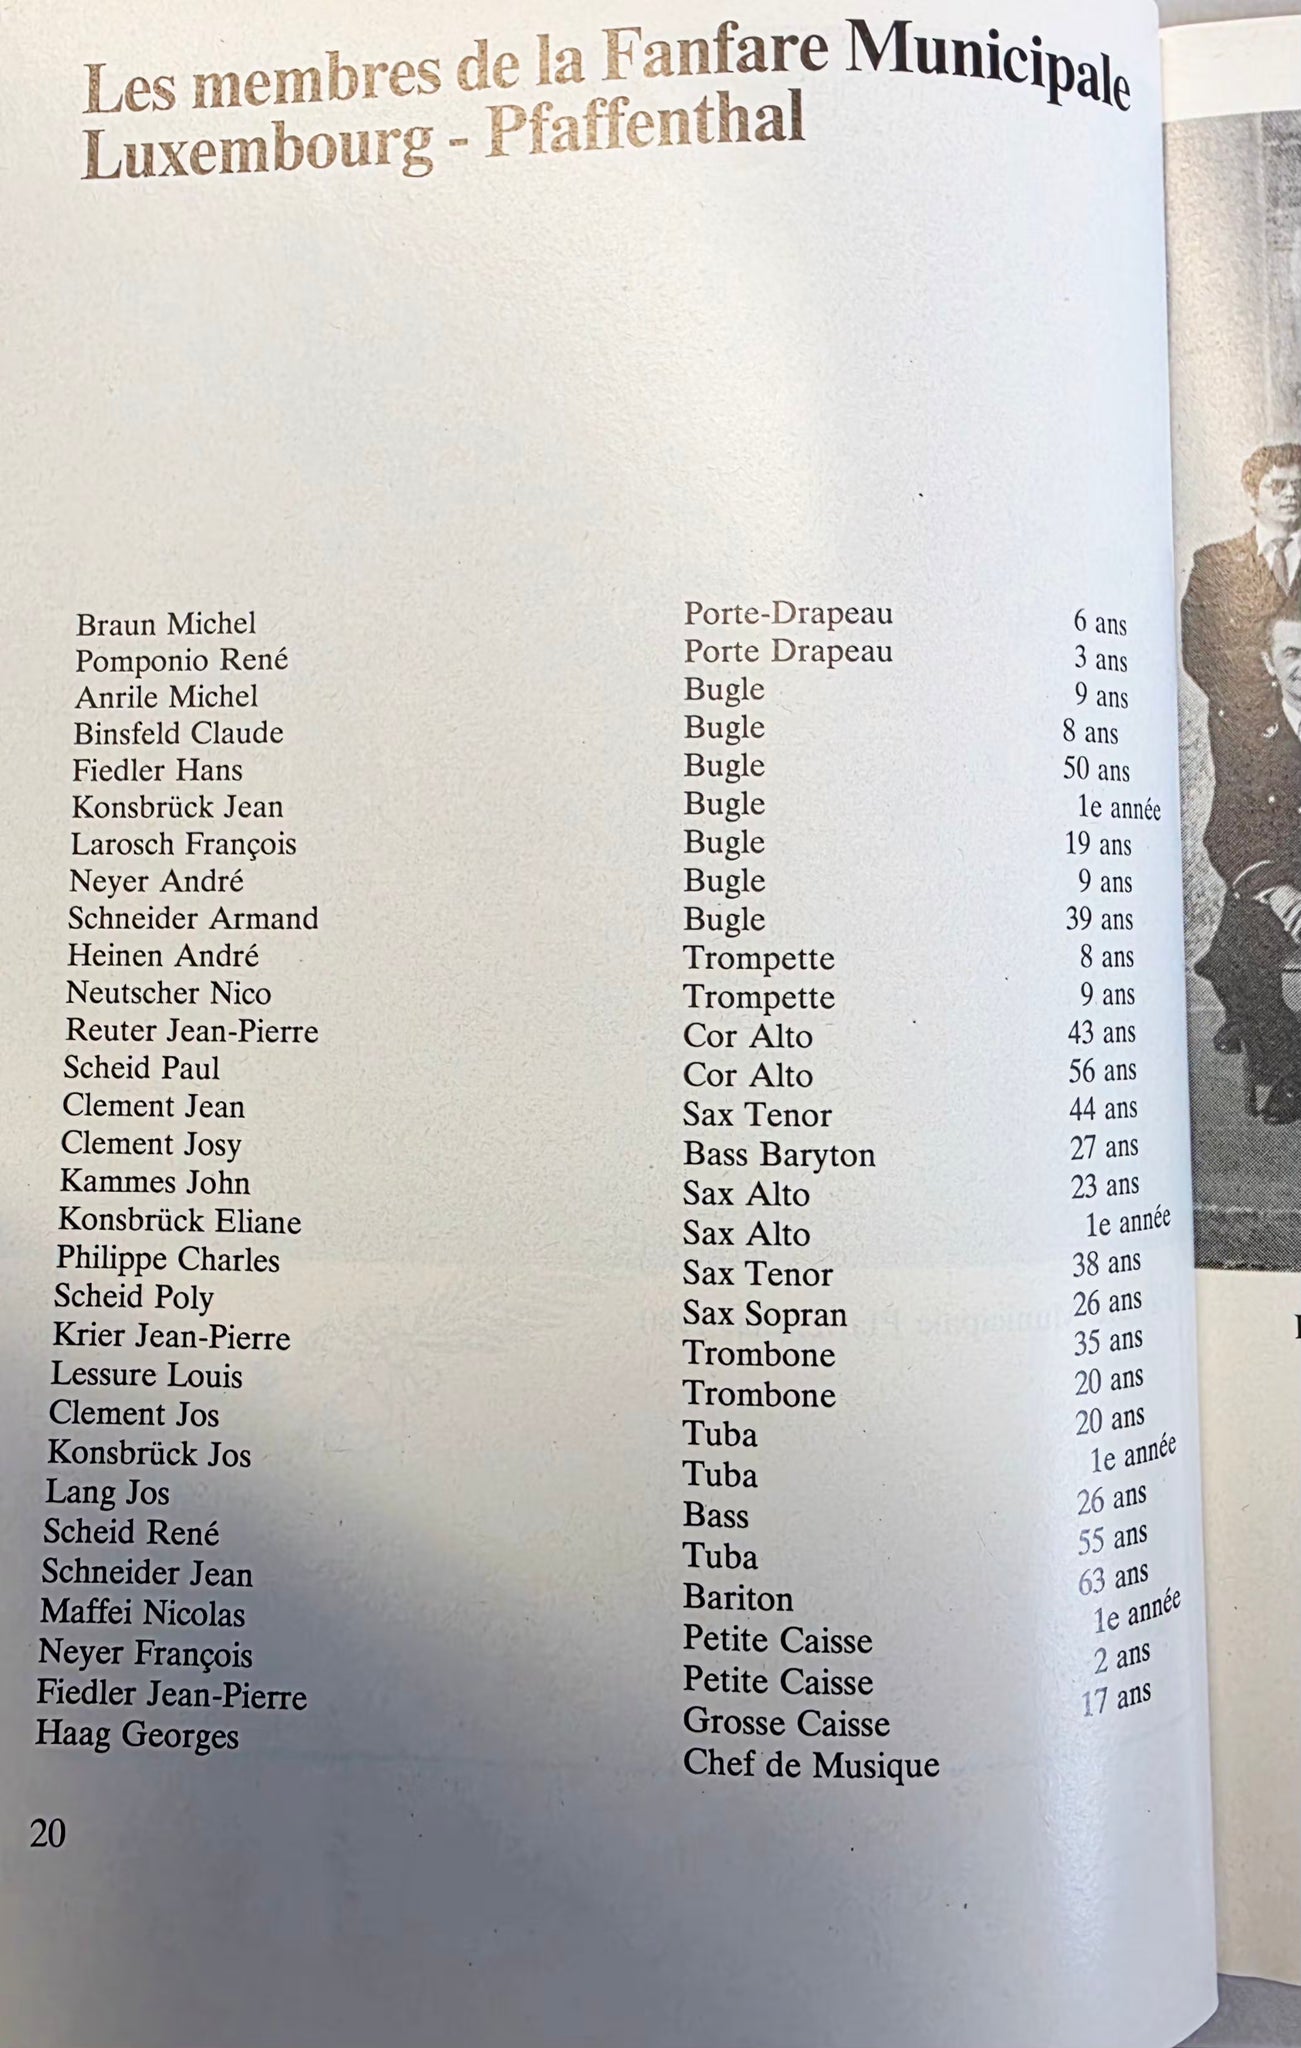 Les membres de la Fanfare Municipale
Luxembourg - Pfaffenthal
Braun Michel Porte-Drapeau 6 ans
Pomponio René Porte Drapeau 3 ans
Anrile Michel Bugle 9 ans
Binsfeld Claude Bugle 8 ans
Fiedler Hans Bugle 50 ans
Konsbrück Jean Bugle 1e année
Larosch François Bugle 19 ans
Neyer André Bugle 9 ans
Schneider Armand Bugle 39 ans
Heinen André Trompette 8 ans
Neutscher Nico Trompette 9 ans
Reuter Jean-Pierre Cor Alto 43 ans
Scheid Paul Cor Alto 56 ans
Clement Jean Sax Tenor 44 ans
Clement Josy Bass Baryton 27 ans
Kammes John Sax Alto 23 ans
Konsbrück Eliane Sax Alto 1e année
Philippe Charles Sax Tenor 38 ans
Scheid Poly Sax Sopran 26 ans
Krier Jean-Pierre Trombone 35 ans
Lessure Louis Trombone 20 ans
Clement Jos Tuba 20 ans
Konsbrück Jos Tuba 1e année
Lang Jos Bass 26 ans
Scheid René Tuba 55 ans
Schneider Jean Bariton 63 ans
Maffei Nicolas Petite Caisse 1e année
Neyer François Petite Caisse 2 ans
Fiedler Jean-Pierre Grosse Caisse 17 ans
Haag Georges Chef de Musique
20